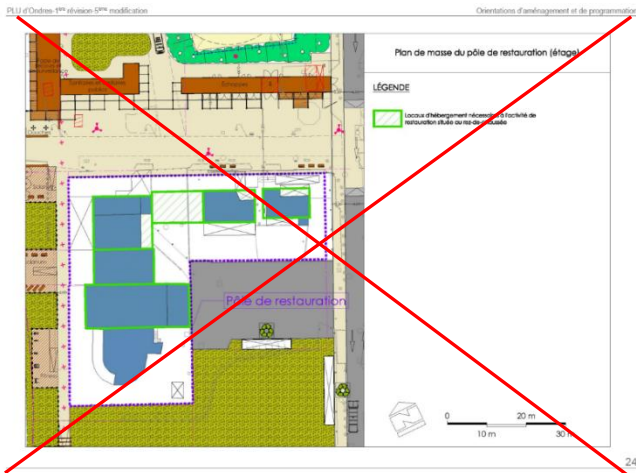 PLU d'Ondres-1ère révision-5ème modification
Orientations d'aménagement et de programmation
Plan de masse du pôle de restauration (étage)
LÉGENDE
Locaux d'hébergement nécessaires à l'activité de
restauration située au rez-de-chaussée
Echoppes
Douches
Pôle de restauration
0 20 m
10 m 30 m
24